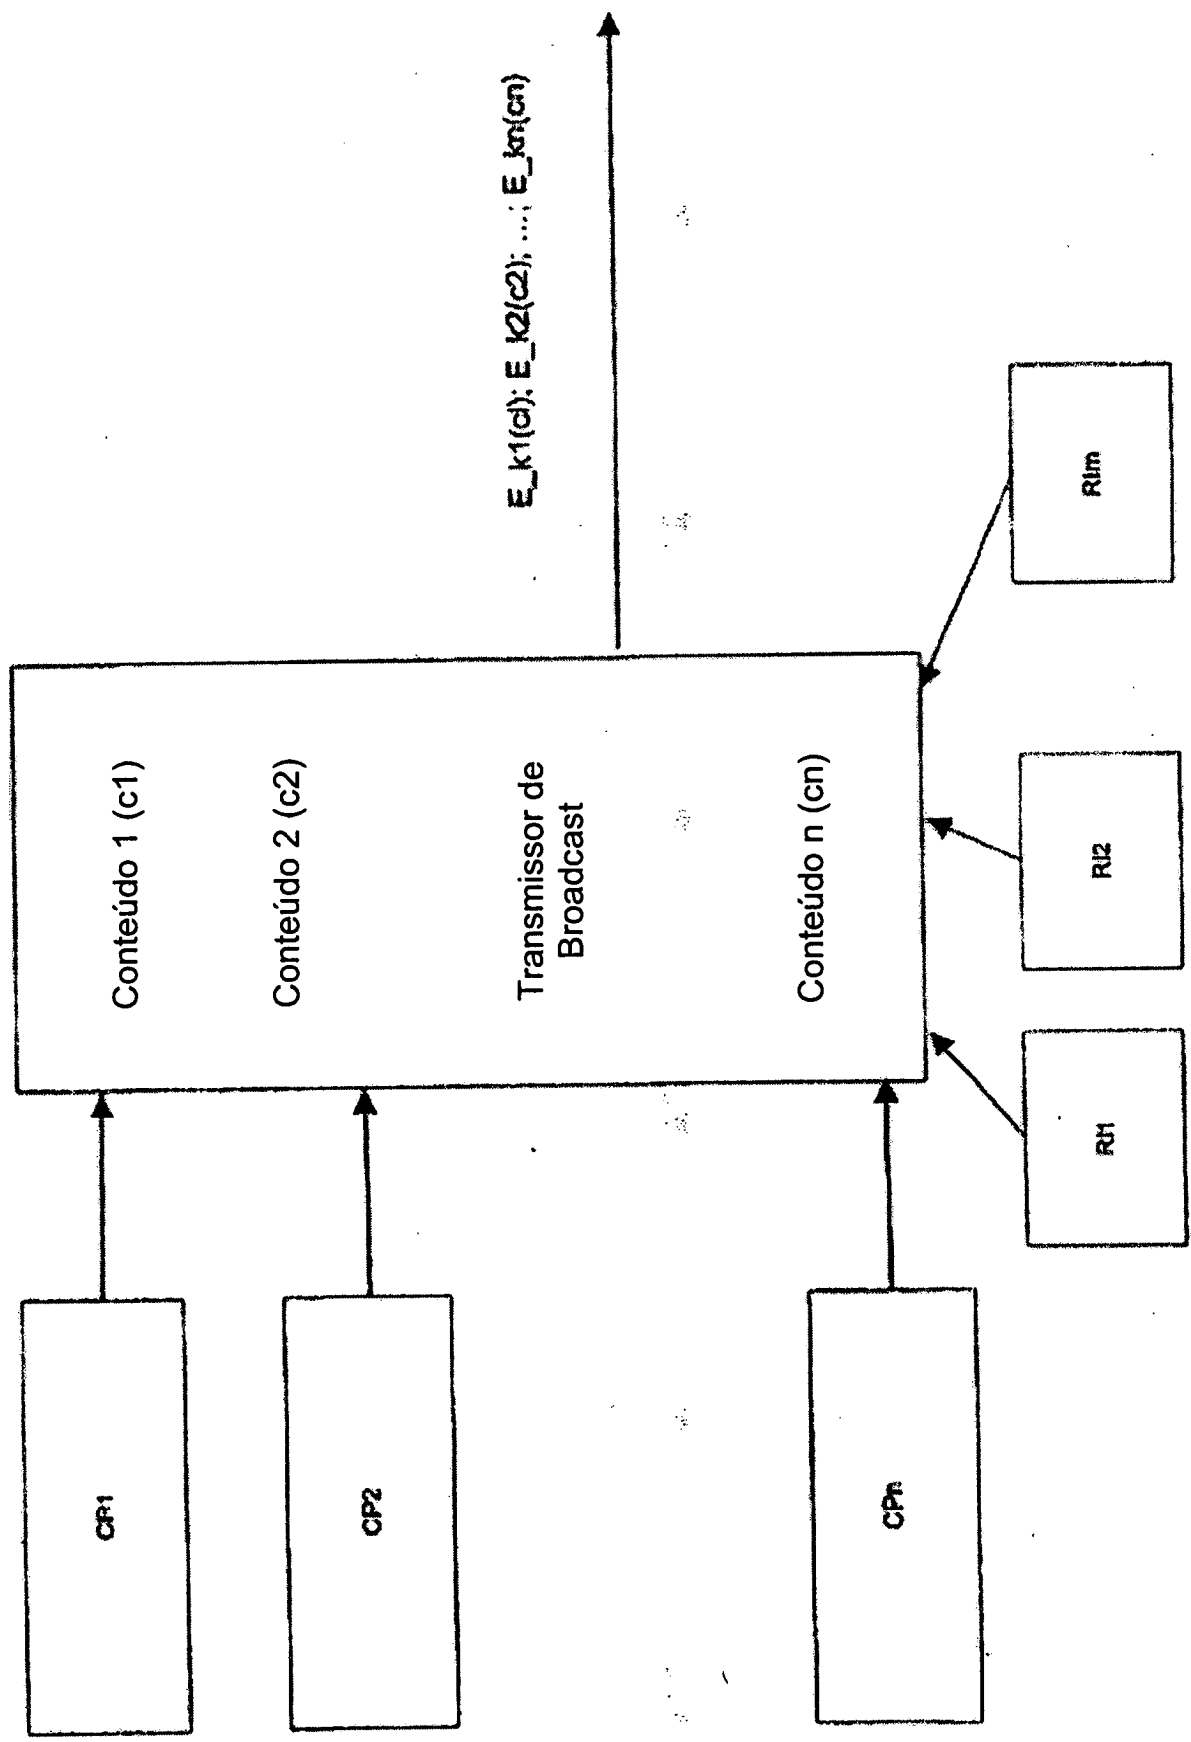 E_k1(cl); E_k2(c2); ...; E_kn(cn)
Conteúdo 1 (c1)
Conteúdo 2 (c2)
Transmissor de
Broadcast
Conteúdo n (cn)
CP1
CP2
CPn
RI1
RI2
RIm